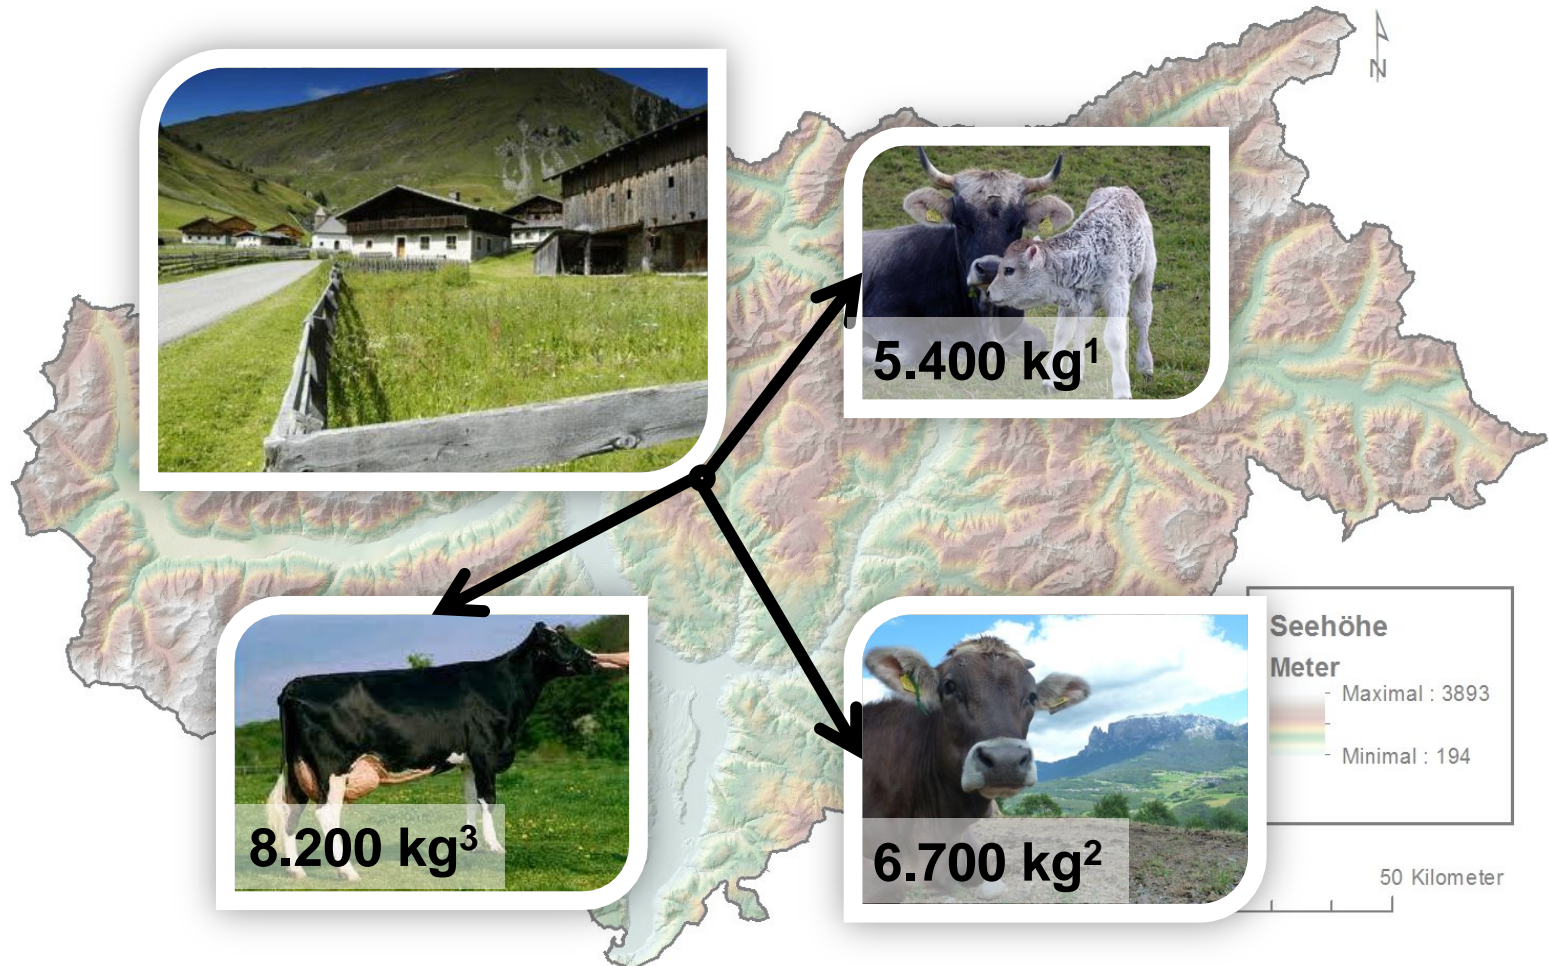 N
5.400 kg¹
Seehöhe
Meter
Maximal : 3893
Minimal : 194
8.200 kg³
6.700 kg²
50 Kilometer